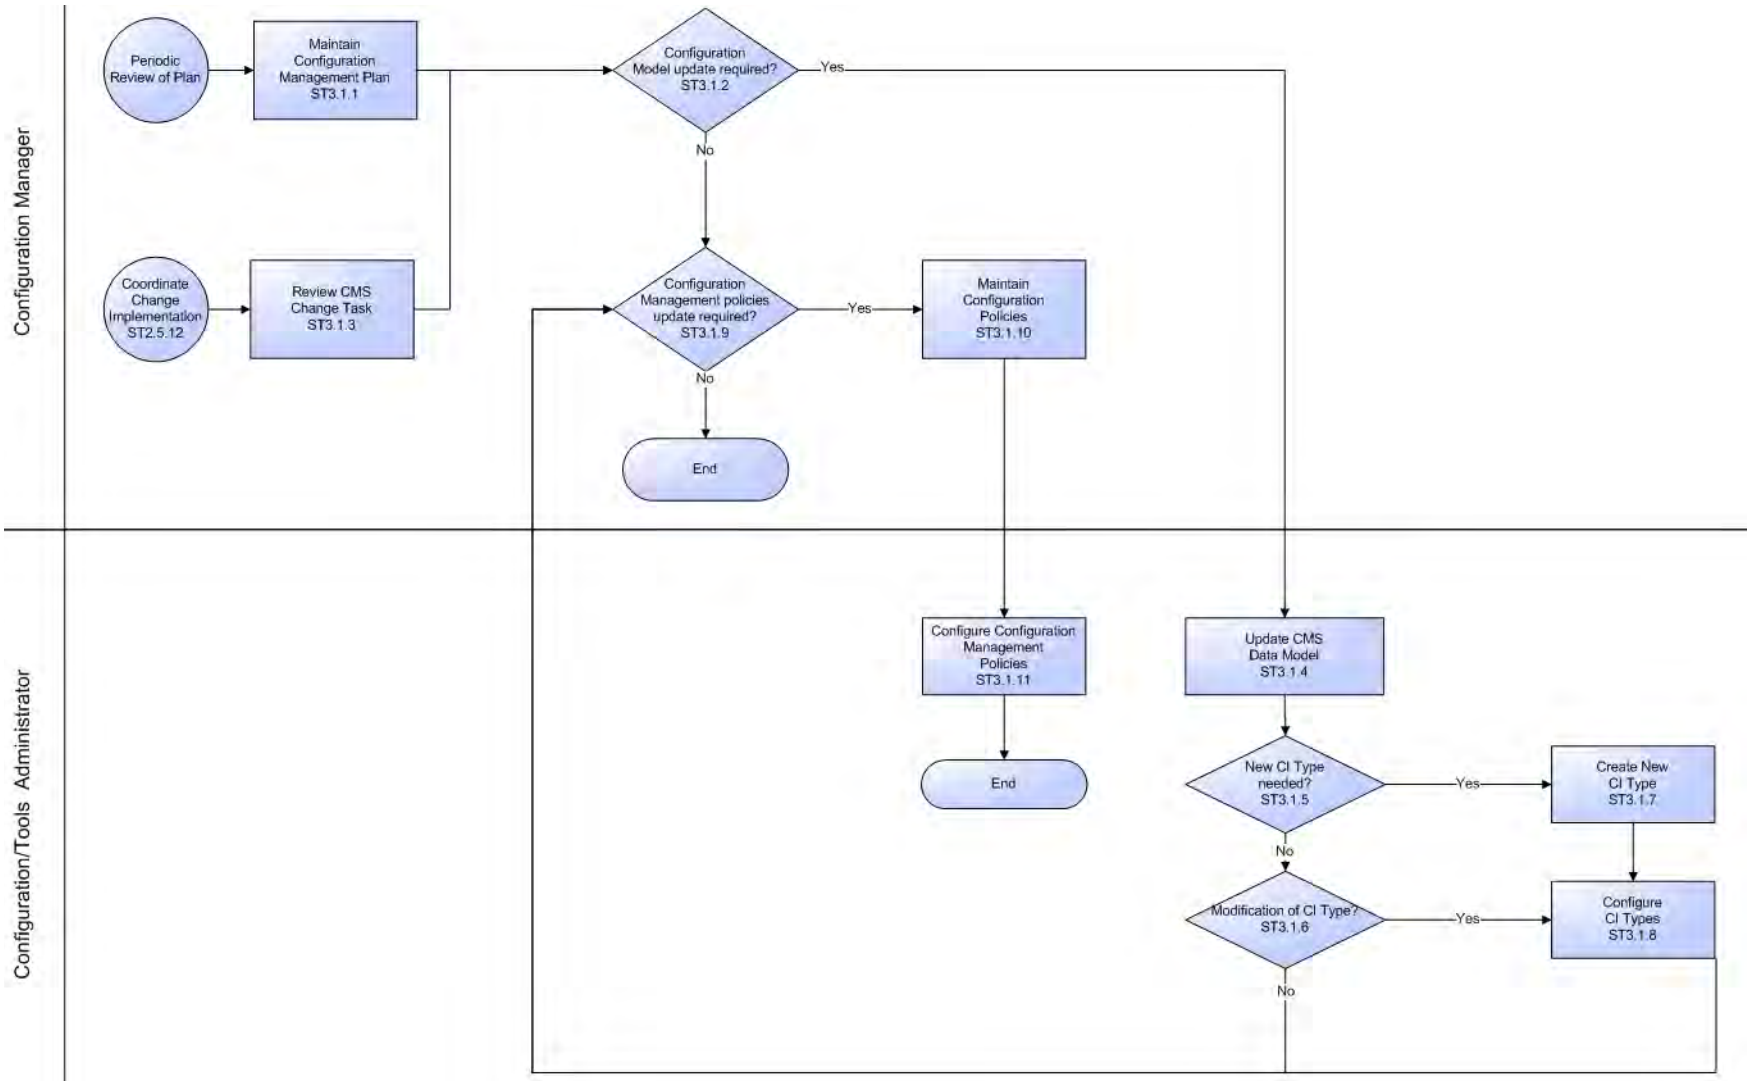 Configuration Manager
Periodic
Review of Plan
Maintain
Configuration
Management Plan
ST3.1.1
Configuration
Model update required?
ST3.1.2
Yes
No
Coordinate
Change
Implementation
ST2.5.12
Review CMS
Change Task
ST3.1.3
Configuration
Management policies
update required?
ST3.1.9
Yes
Maintain
Configuration
Policies
ST3.1.10
No
End
Configuration/Tools Administrator
Configure Configuration
Management
Policies
ST3.1.11
End
Update CMS
Data Model
ST3.1.4
New CI Type
needed?
ST3.1.5
Yes
Create New
CI Type
ST3.1.7
No
Modification of CI Type?
ST3.1.6
Yes
Configure
CI Types
ST3.1.8
No